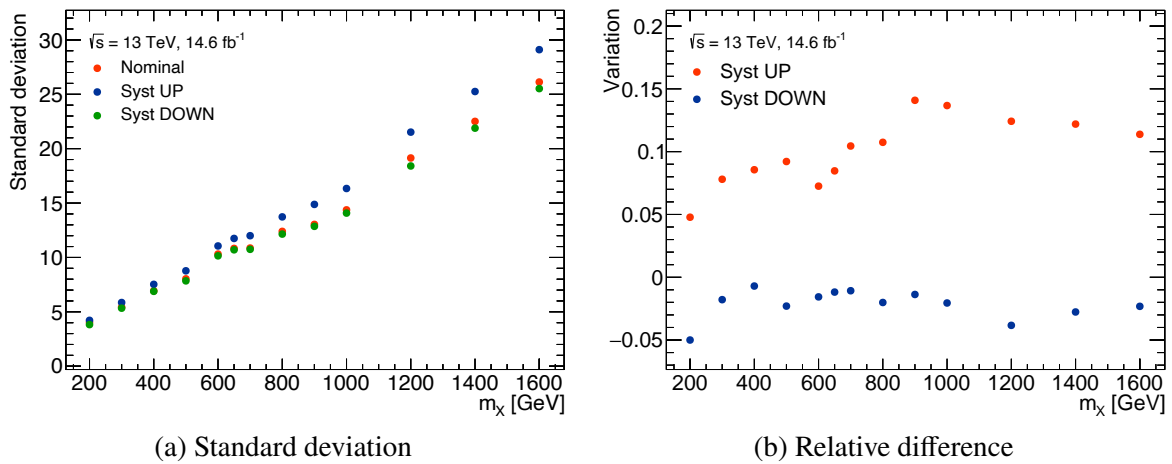 Standard deviation
30
25
20
15
10
5
0
√s = 13 TeV, 14.6 fb⁻¹
Nominal
Syst UP
Syst DOWN
200 400 600 800 1000 1200 1400 1600
m_X [GeV]
(a) Standard deviation
Variation
0.2
0.15
0.1
0.05
0
−0.05
√s = 13 TeV, 14.6 fb⁻¹
Syst UP
Syst DOWN
200 400 600 800 1000 1200 1400 1600
m_X [GeV]
(b) Relative difference